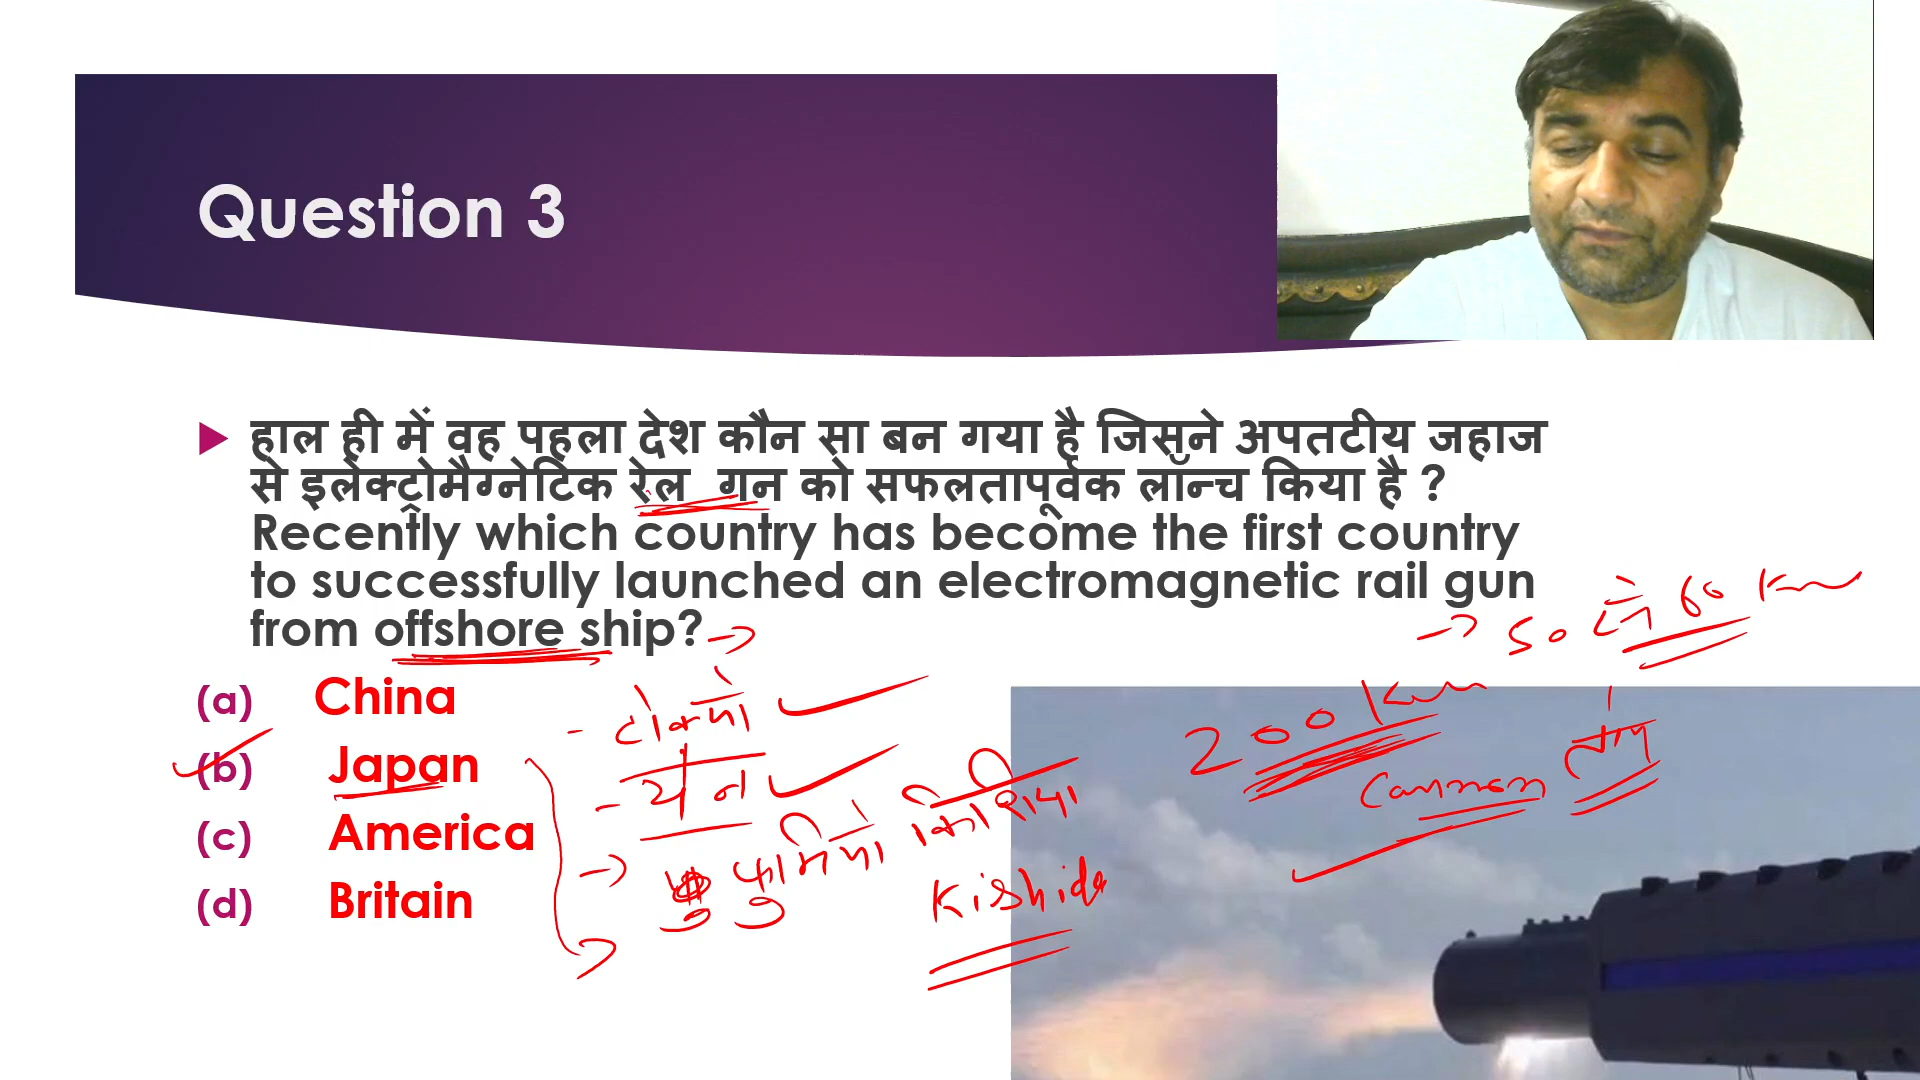 Question 3
हाल ही में वह पहला देश कौन सा बन गया है जिसने अपतटीय जहाज
से इलेक्ट्रोमैग्नेटिक रेल गन को सफलतापूर्वक लॉन्च किया है ?
Recently which country has become the first country
to successfully launched an electromagnetic rail gun
from offshore ship?
(a) China
(b) Japan
(c) America
(d) Britain
→ 50 से 60 Km
200 Km
Cannon तोप
- टोक्यो
- येन
→ फुमियो किशिदा
Kishida